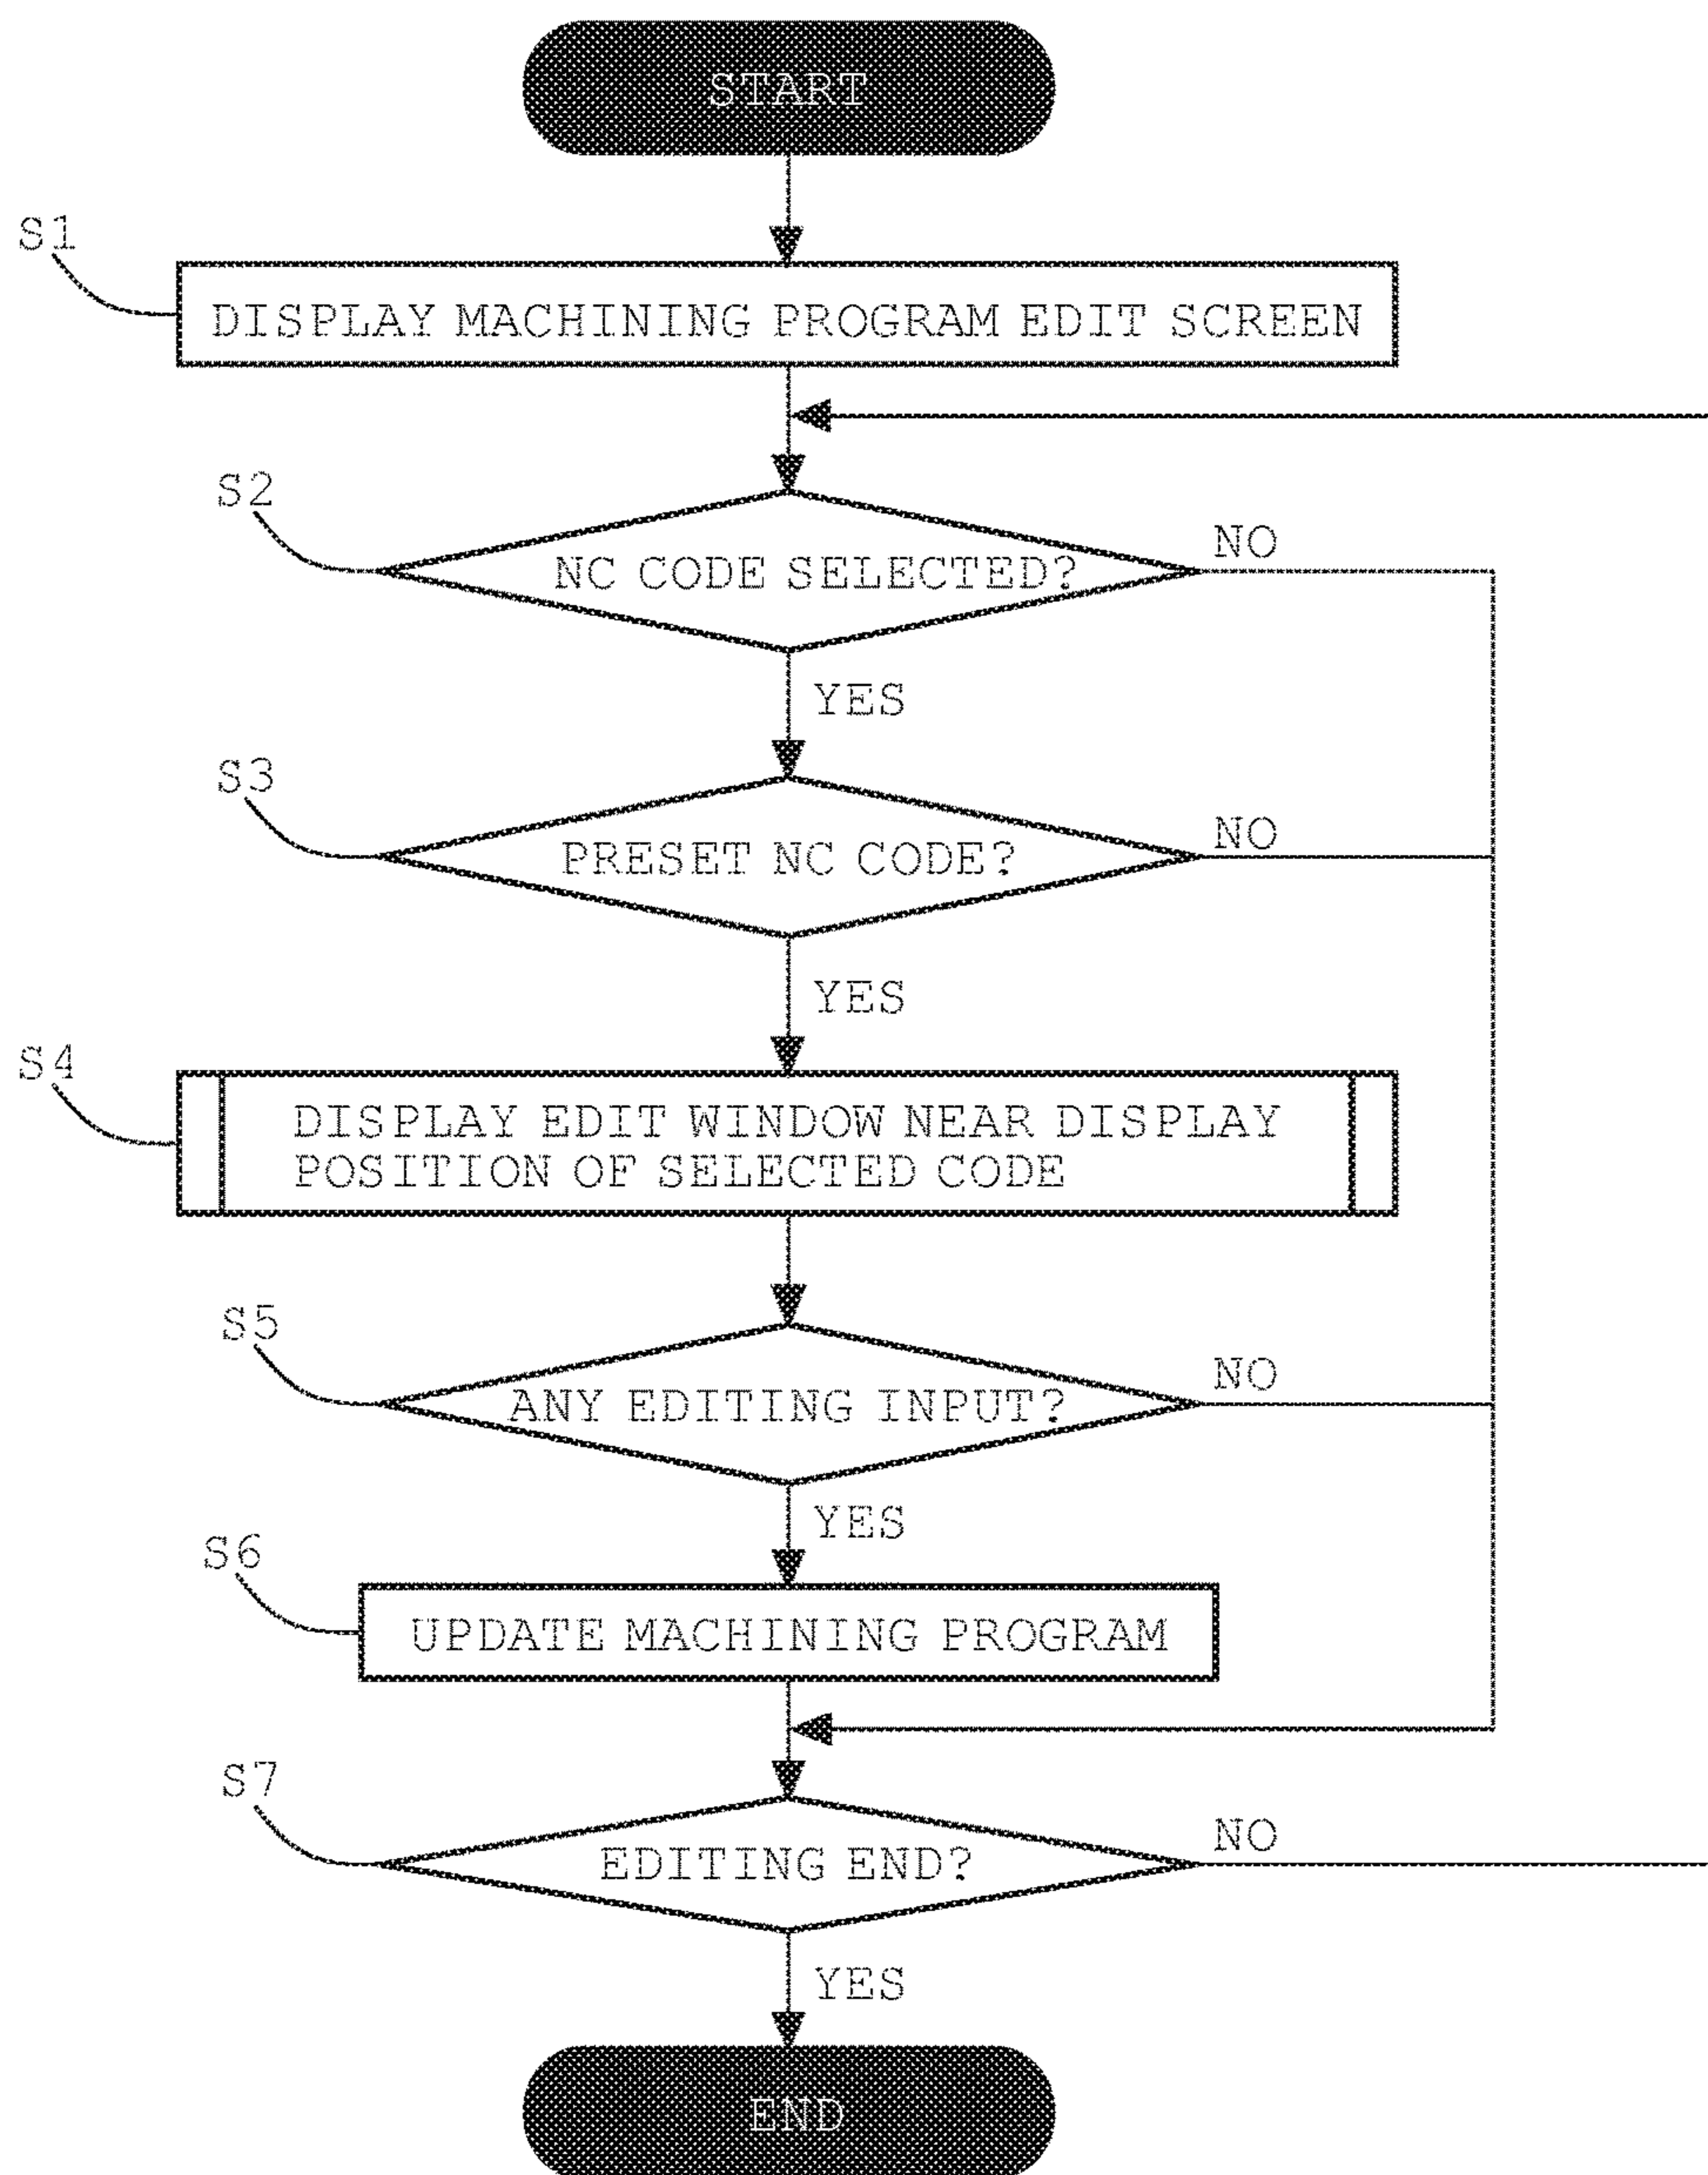 START
S1
DISPLAY MACHINING PROGRAM EDIT SCREEN
S2
NC CODE SELECTED?
NO
YES
S3
PRESET NC CODE?
NO
YES
S4
DISPLAY EDIT WINDOW NEAR DISPLAY
POSITION OF SELECTED CODE
S5
ANY EDITING INPUT?
NO
YES
S6
UPDATE MACHINING PROGRAM
S7
EDITING END?
NO
YES
END